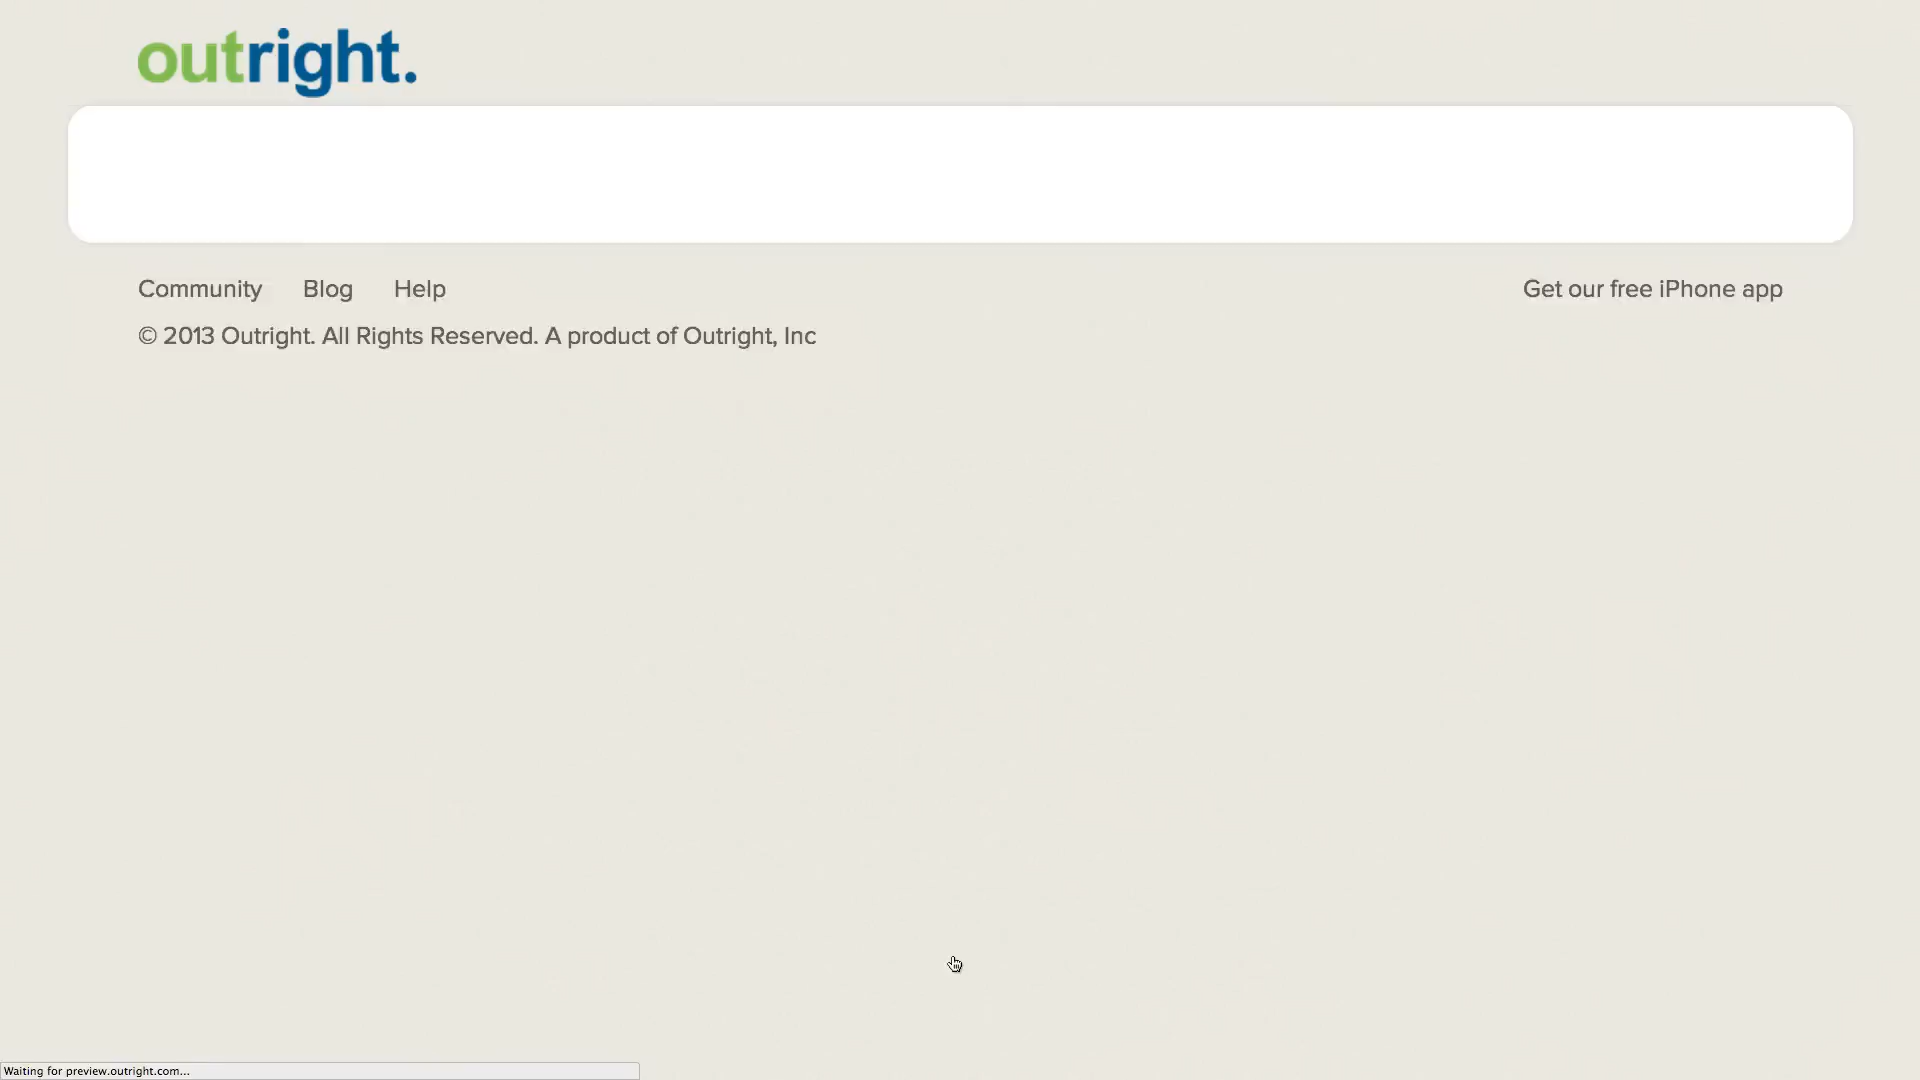 outright.
Community Blog Help Get our free iPhone app
© 2013 Outright. All Rights Reserved. A product of Outright, Inc
Waiting for preview.outright.com...